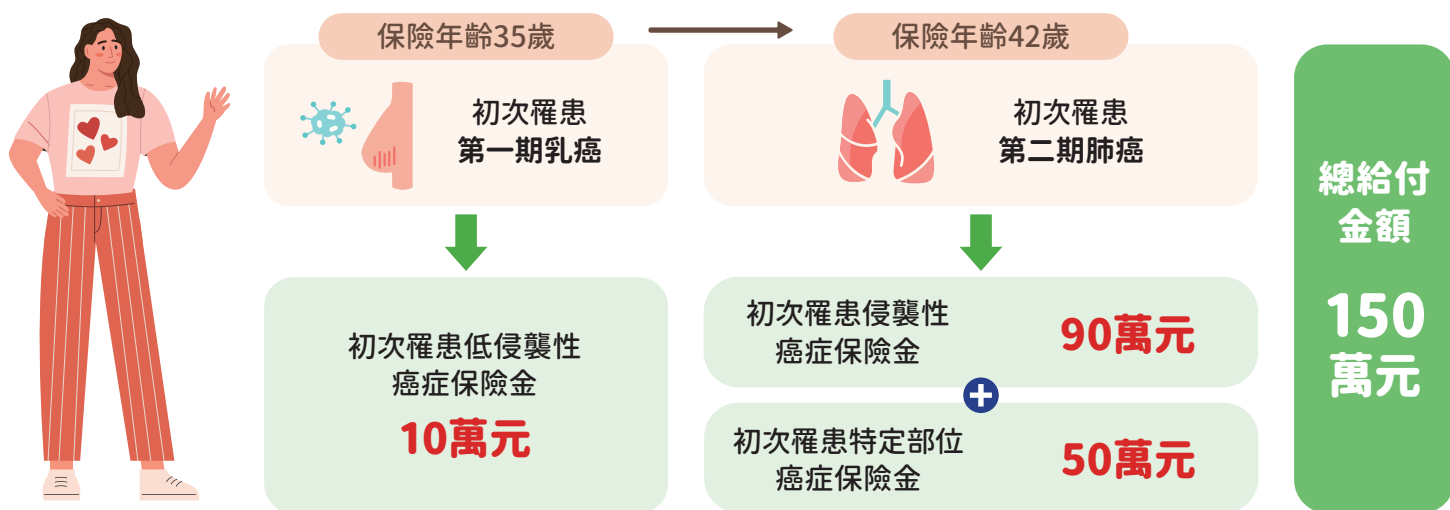 保險年齡35歲
初次罹患
第一期乳癌
初次罹患低侵襲性
癌症保險金
10萬元
保險年齡42歲
初次罹患
第二期肺癌
初次罹患侵襲性
癌症保險金
90萬元
初次罹患特定部位
癌症保險金
50萬元
總給付
金額
150
萬元